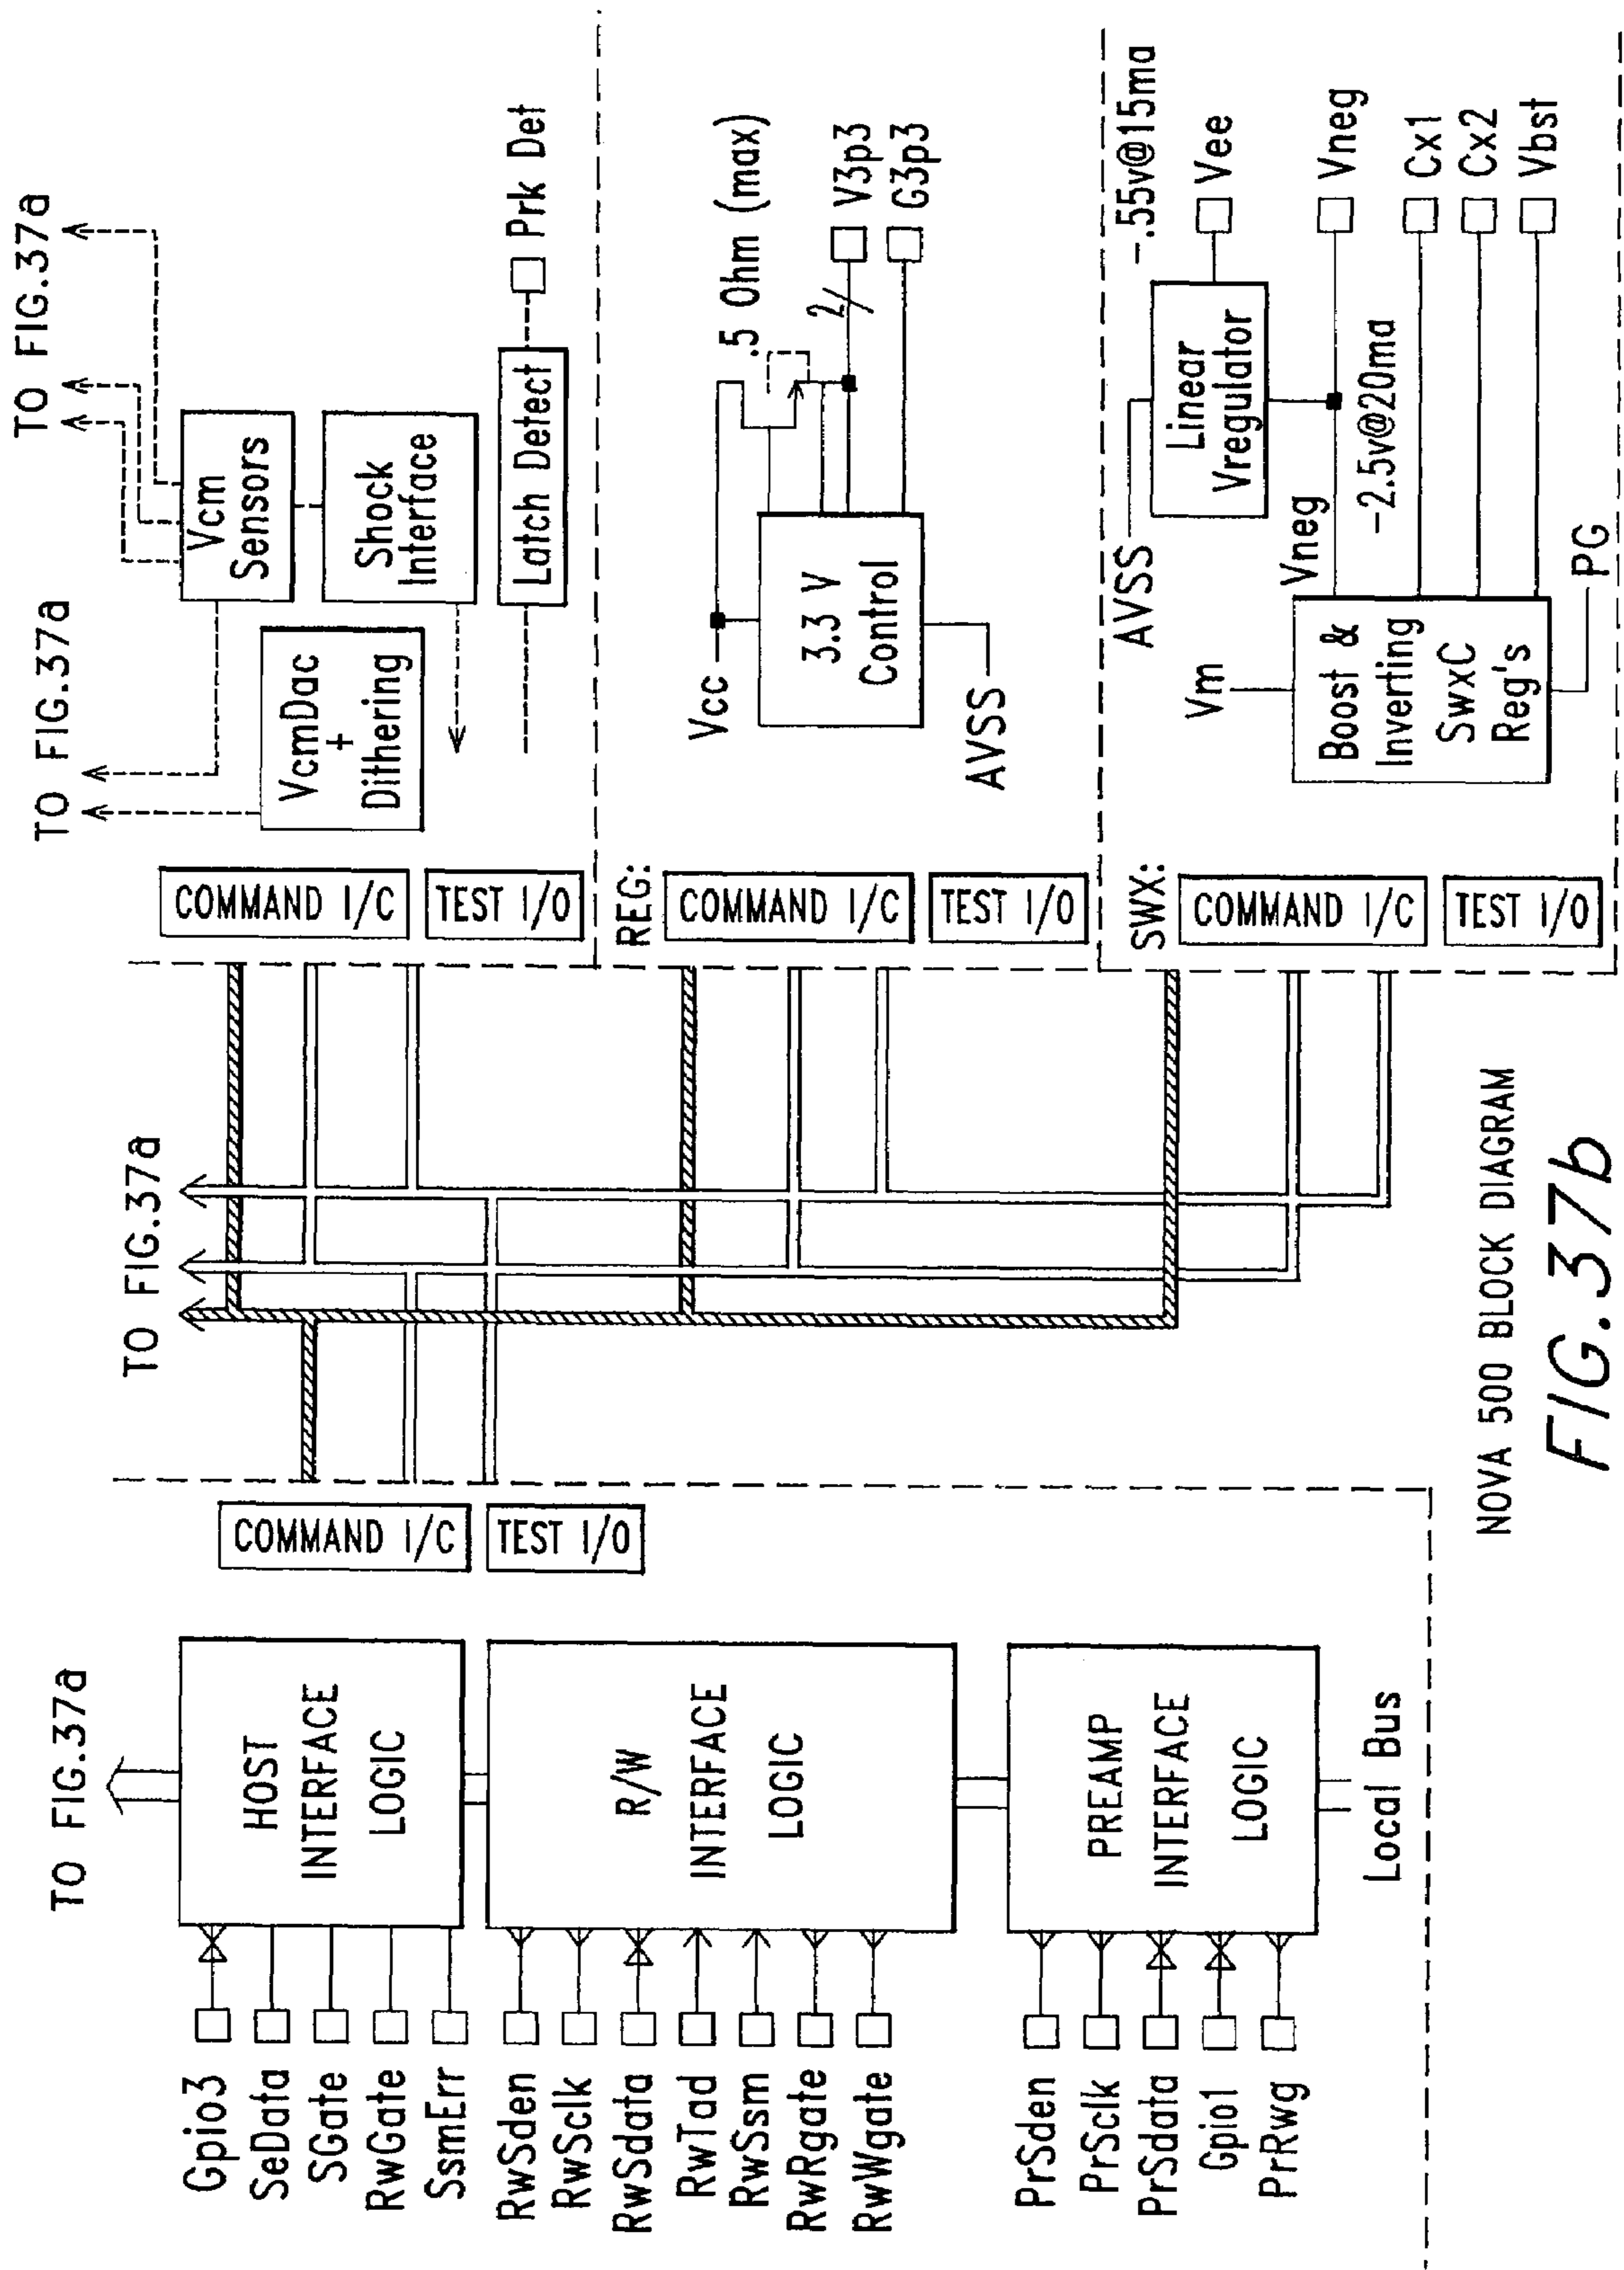 TO FIG.37a
HOST
INTERFACE
LOGIC
R/W
INTERFACE
LOGIC
PREAMP
INTERFACE
LOGIC
Local Bus
Gpio3
SeData
SGate
RwGate
SsmErr
RwSden
RwSclk
RwSdata
RwTad
RwSsm
RwRgate
RwWgate
PrSden
PrSclk
PrSdata
Gpio1
PrRwg
COMMAND I/C
TEST I/O
TO FIG.37a
COMMAND I/C
TEST I/O
TO FIG.37a
TO FIG.37a
VcmDac
+
Dithering
Vcm
Sensors
Shock
Interface
Latch Detect
Prk Det
REG:
COMMAND I/C
TEST I/O
Vcc
3.3 V
Control
AVSS
.5 Ohm (max)
2
V3p3
G3p3
SWX:
COMMAND I/C
TEST I/O
Vm
Boost &
Inverting
SwxC
Reg's
PG
AVSS
Linear
Vregulator
-.55v@15ma
Vee
Vneg
-2.5v@20ma
Vneg
Cx1
Cx2
Vbst
NOVA 500 BLOCK DIAGRAM
FIG.37b